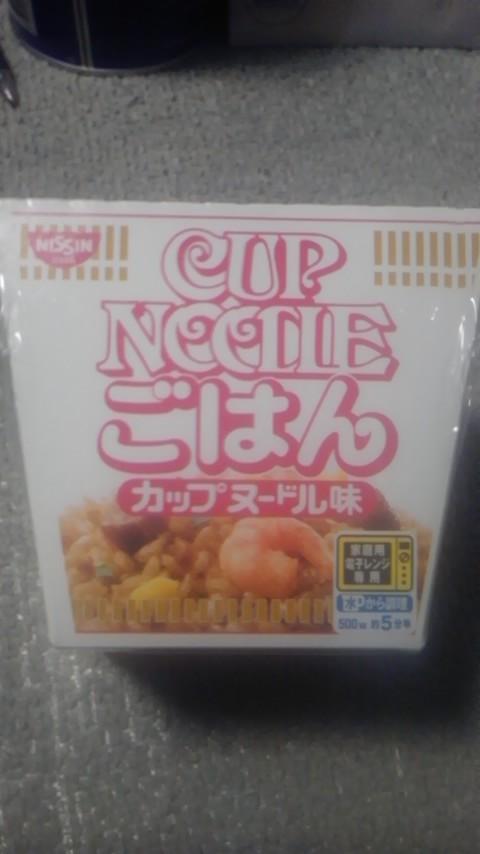 NISSIN
CUP
NOODLE
ごはん
カップヌードル味
家庭用
電子レンジ
専用
水から調理
500W 約5分半